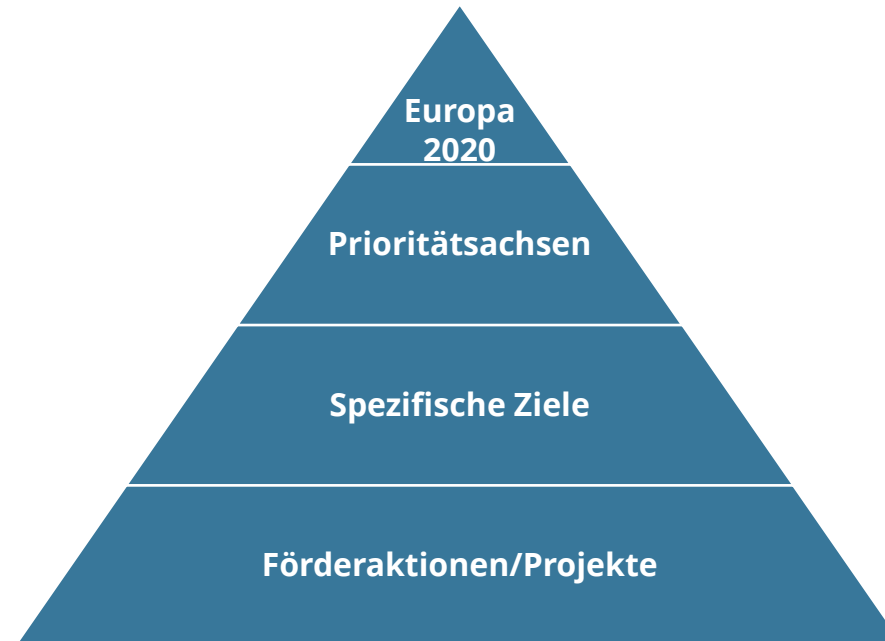 Europa
2020
Prioritätsachsen
Spezifische Ziele
Förderaktionen/Projekte